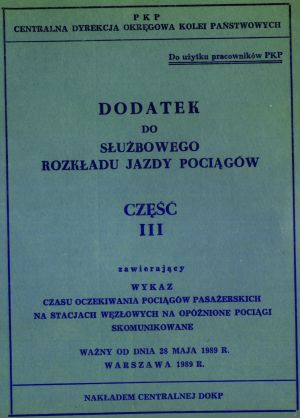 PKP
CENTRALNA DYREKCJA OKRĘGOWA KOLEI PAŃSTWOWYCH
Do użytku pracowników PKP
DODATEK
DO
SŁUŻBOWEGO
ROZKŁADU JAZDY POCIĄGÓW
CZĘŚĆ
III
zawierający
WYKAZ
CZASU OCZEKIWANIA POCIĄGÓW PASAŻERSKICH
NA STACJACH WĘZŁOWYCH NA OPÓŹNIONE POCIĄGI
SKOMUNIKOWANE
WAŻNY OD DNIA 28 MAJA 1989 R.
WARSZAWA 1989 R.
NAKŁADEM CENTRALNEJ DOKP